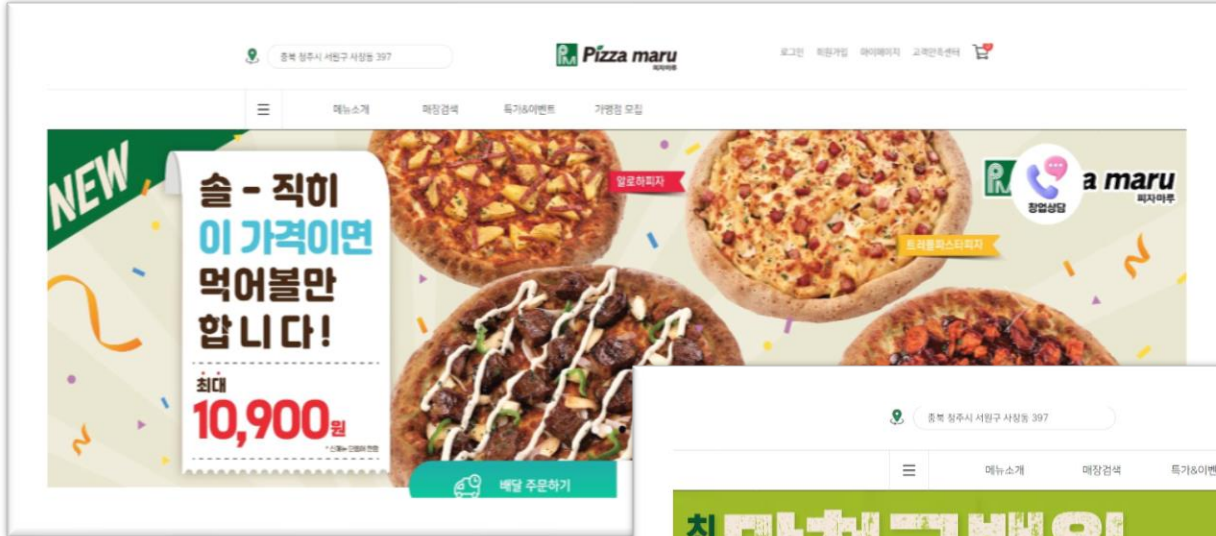 충북 청주시 서원구 사창동 397
Pizza maru
피자마루
로그인 회원가입 마이페이지 고객만족센터
메뉴소개 매장검색 특가&이벤트 가맹점 모집
NEW
솔 - 직히
이 가격이면
먹어볼만
합니다!
최대
10,900원
알로하피자
트러플파스타피자
a maru
피자마루
창업상담
배달 주문하기
충북 청주시 서원구 사창동 397
메뉴소개 매장검색 특가&이벤